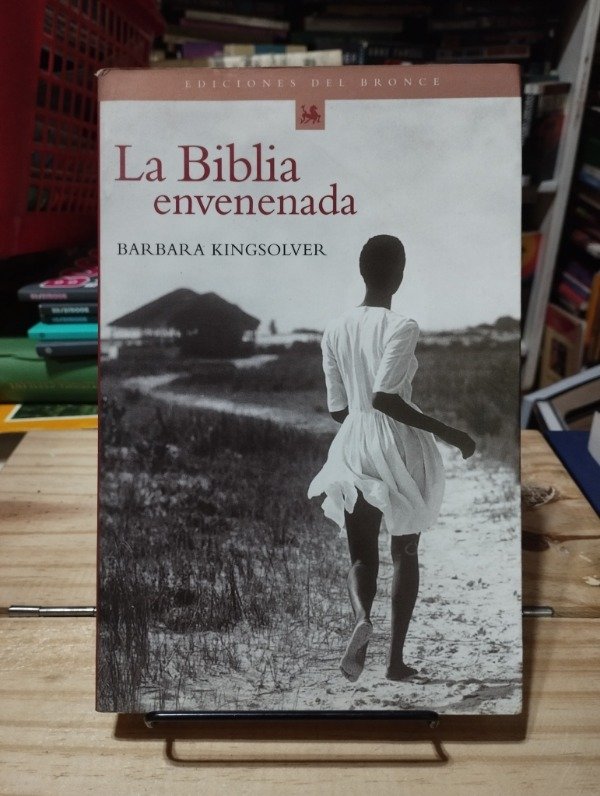 EDICIONES DEL BRONCE
La Biblia
envenenada
BARBARA KINGSOLVER